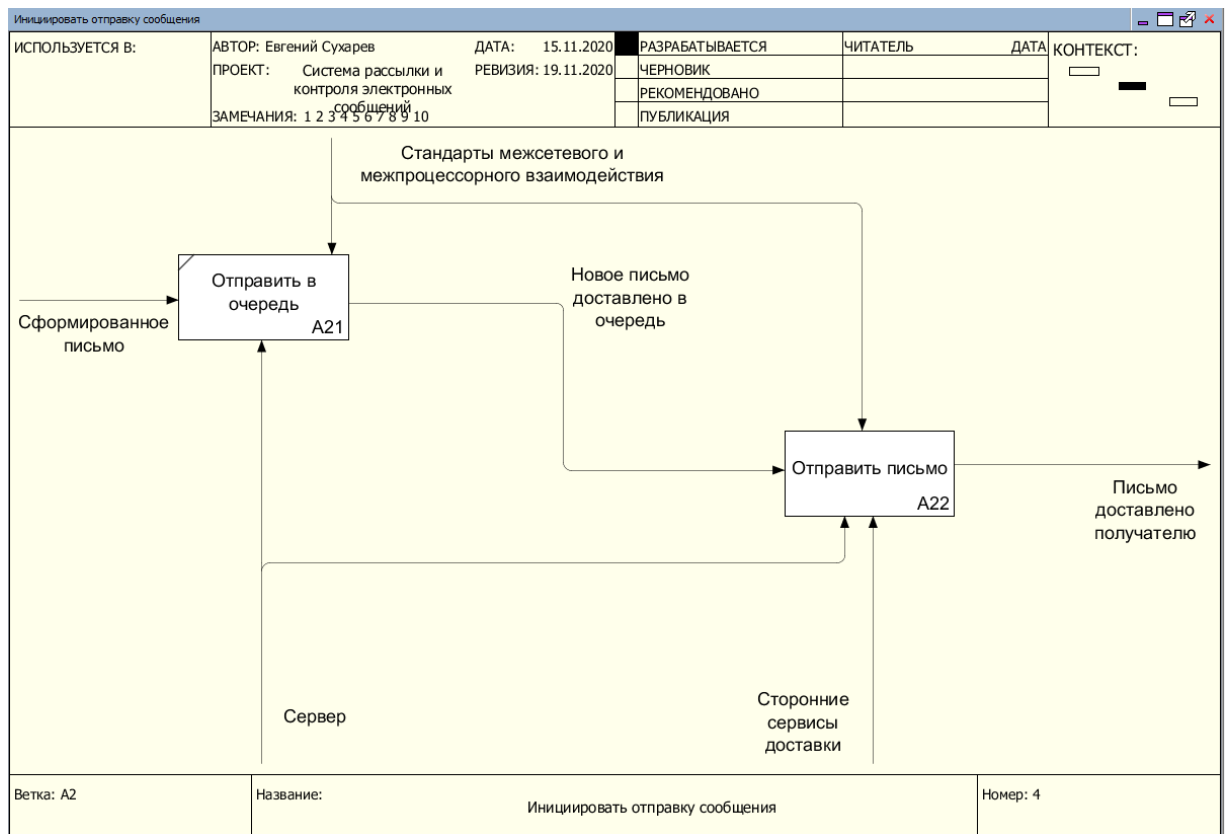 Инициировать отправку сообщения
ИСПОЛЬЗУЕТСЯ В:
АВТОР: Евгений Сухарев
ДАТА: 15.11.2020
ПРОЕКТ: Система рассылки и
контроля электронных
сообщений
РЕВИЗИЯ: 19.11.2020
ЗАМЕЧАНИЯ: 1 2 3 4 5 6 7 8 9 10
РАЗРАБАТЫВАЕТСЯ
ЧЕРНОВИК
РЕКОМЕНДОВАНО
ПУБЛИКАЦИЯ
ЧИТАТЕЛЬ
ДАТА
КОНТЕКСТ:
Стандарты межсетевого и
межпроцессорного взаимодействия
Отправить в
очередь
A21
Сформированное
письмо
Новое письмо
доставлено в
очередь
Отправить письмо
A22
Письмо
доставлено
получателю
Сервер
Сторонние
сервисы
доставки
Ветка: A2
Название:
Инициировать отправку сообщения
Номер: 4